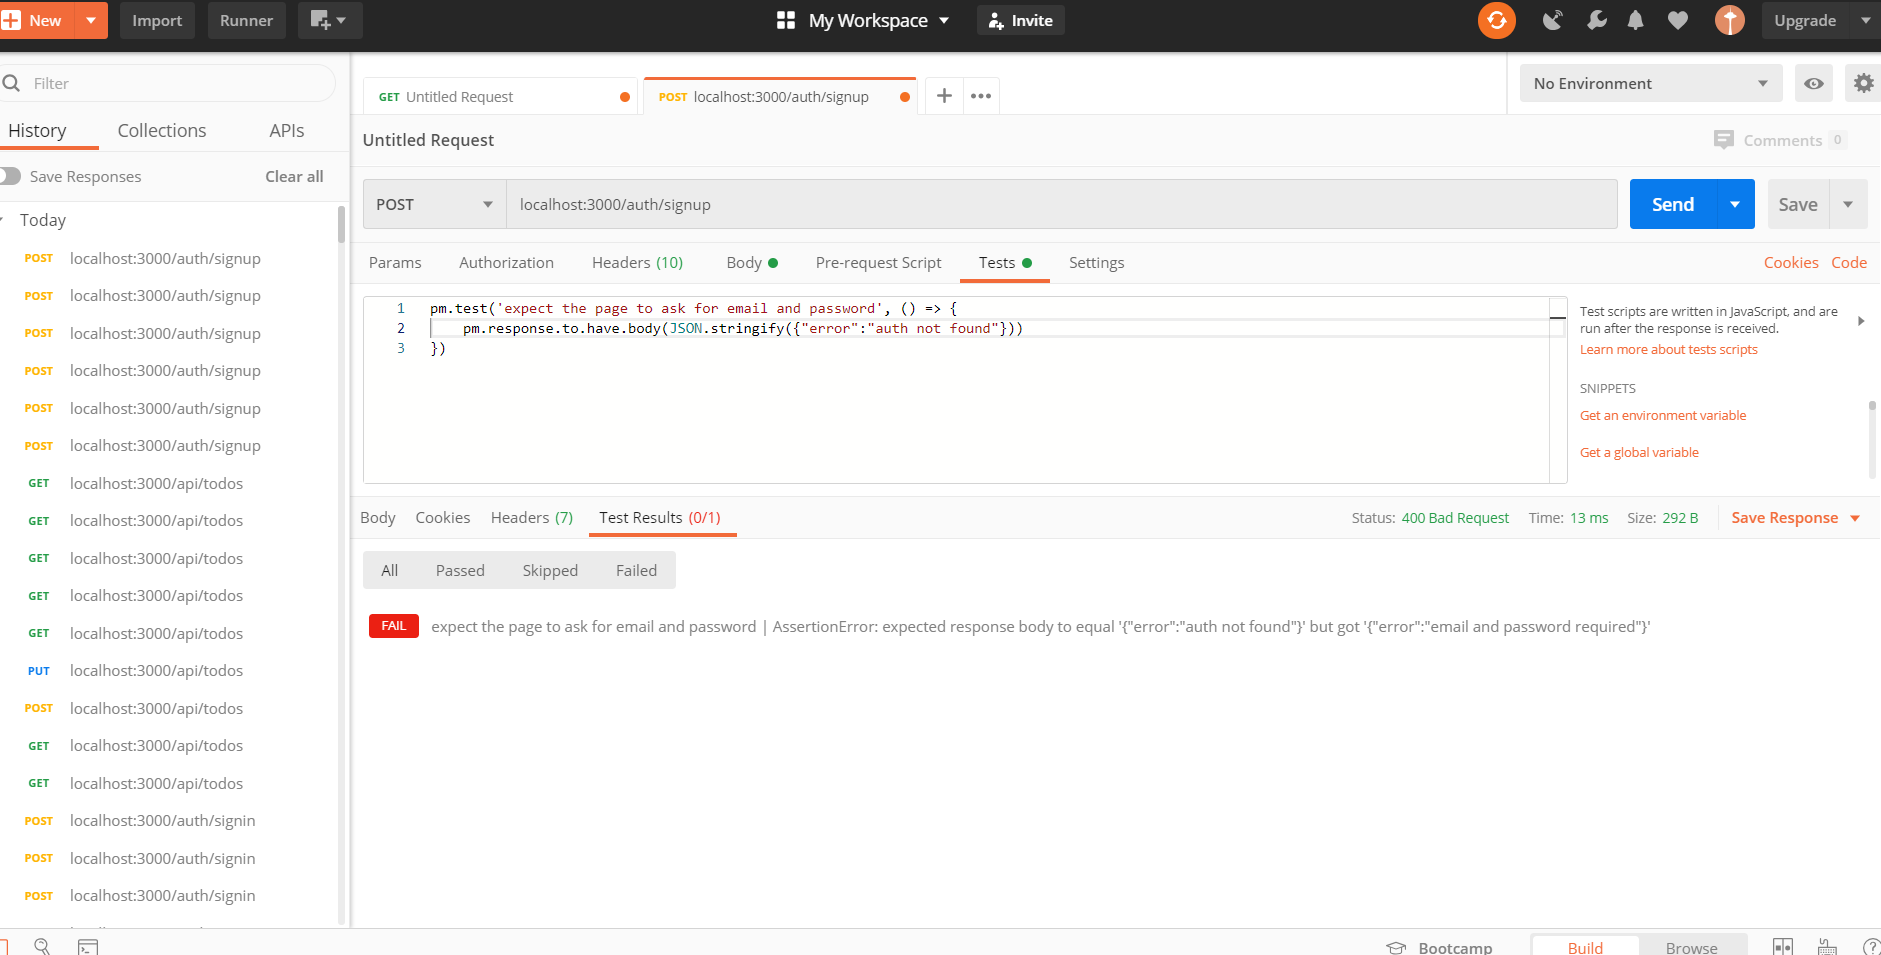 New
Import
Runner
My Workspace
Invite
Upgrade
Filter
History
Collections
APIs
Save Responses
Clear all
Today
POST localhost:3000/auth/signup
POST localhost:3000/auth/signup
POST localhost:3000/auth/signup
POST localhost:3000/auth/signup
POST localhost:3000/auth/signup
POST localhost:3000/auth/signup
GET localhost:3000/api/todos
GET localhost:3000/api/todos
GET localhost:3000/api/todos
GET localhost:3000/api/todos
GET localhost:3000/api/todos
PUT localhost:3000/api/todos
POST localhost:3000/api/todos
GET localhost:3000/api/todos
GET localhost:3000/api/todos
POST localhost:3000/auth/signin
POST localhost:3000/auth/signin
POST localhost:3000/auth/signin
GET Untitled Request
POST localhost:3000/auth/signup
No Environment
Untitled Request
Comments 0
POST
localhost:3000/auth/signup
Send
Save
Params
Authorization
Headers (10)
Body
Pre-request Script
Tests
Settings
Cookies
Code
1 pm.test('expect the page to ask for email and password', () => {
2 pm.response.to.have.body(JSON.stringify({"error":"auth not found"}))
3 })
Test scripts are written in JavaScript, and are
run after the response is received.
Learn more about tests scripts
SNIPPETS
Get an environment variable
Get a global variable
Body
Cookies
Headers (7)
Test Results (0/1)
Status: 400 Bad Request
Time: 13 ms
Size: 292 B
Save Response
All
Passed
Skipped
Failed
FAIL
expect the page to ask for email and password | AssertionError: expected response body to equal '{"error":"auth not found"}' but got '{"error":"email and password required"}'
Bootcamp
Build
Browse